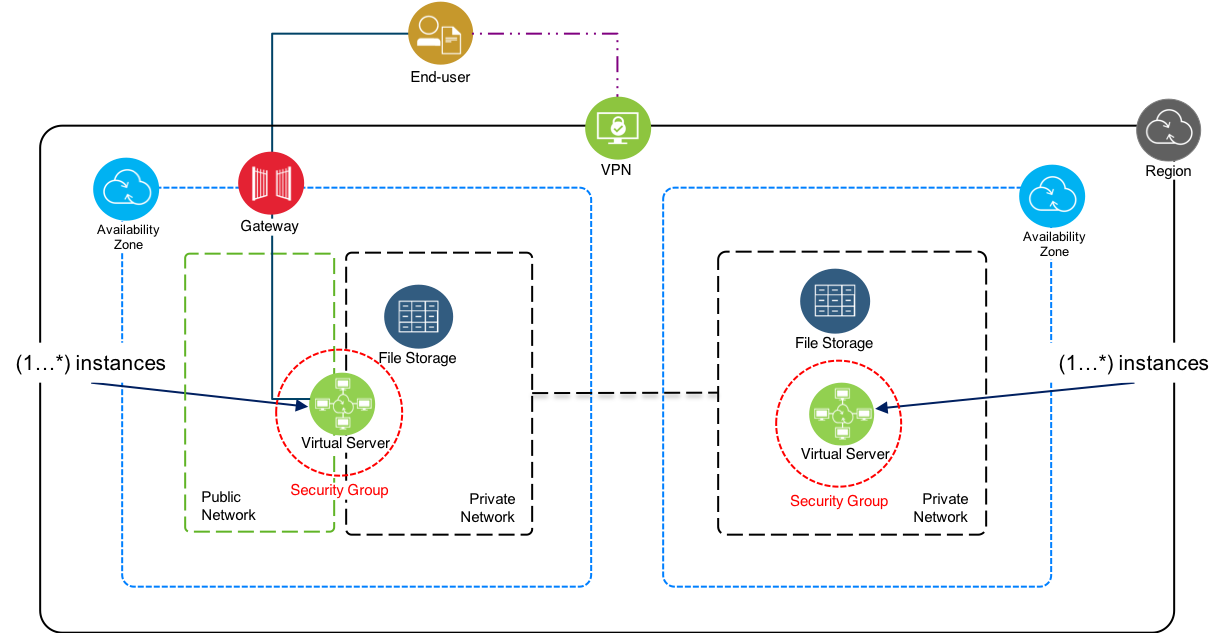 End-user
VPN
Region
Gateway
Availability
Zone
Availability
Zone
File Storage
File Storage
(1...*) instances
(1...*) instances
Virtual Server
Virtual Server
Security Group
Security Group
Public
Network
Private
Network
Private
Network